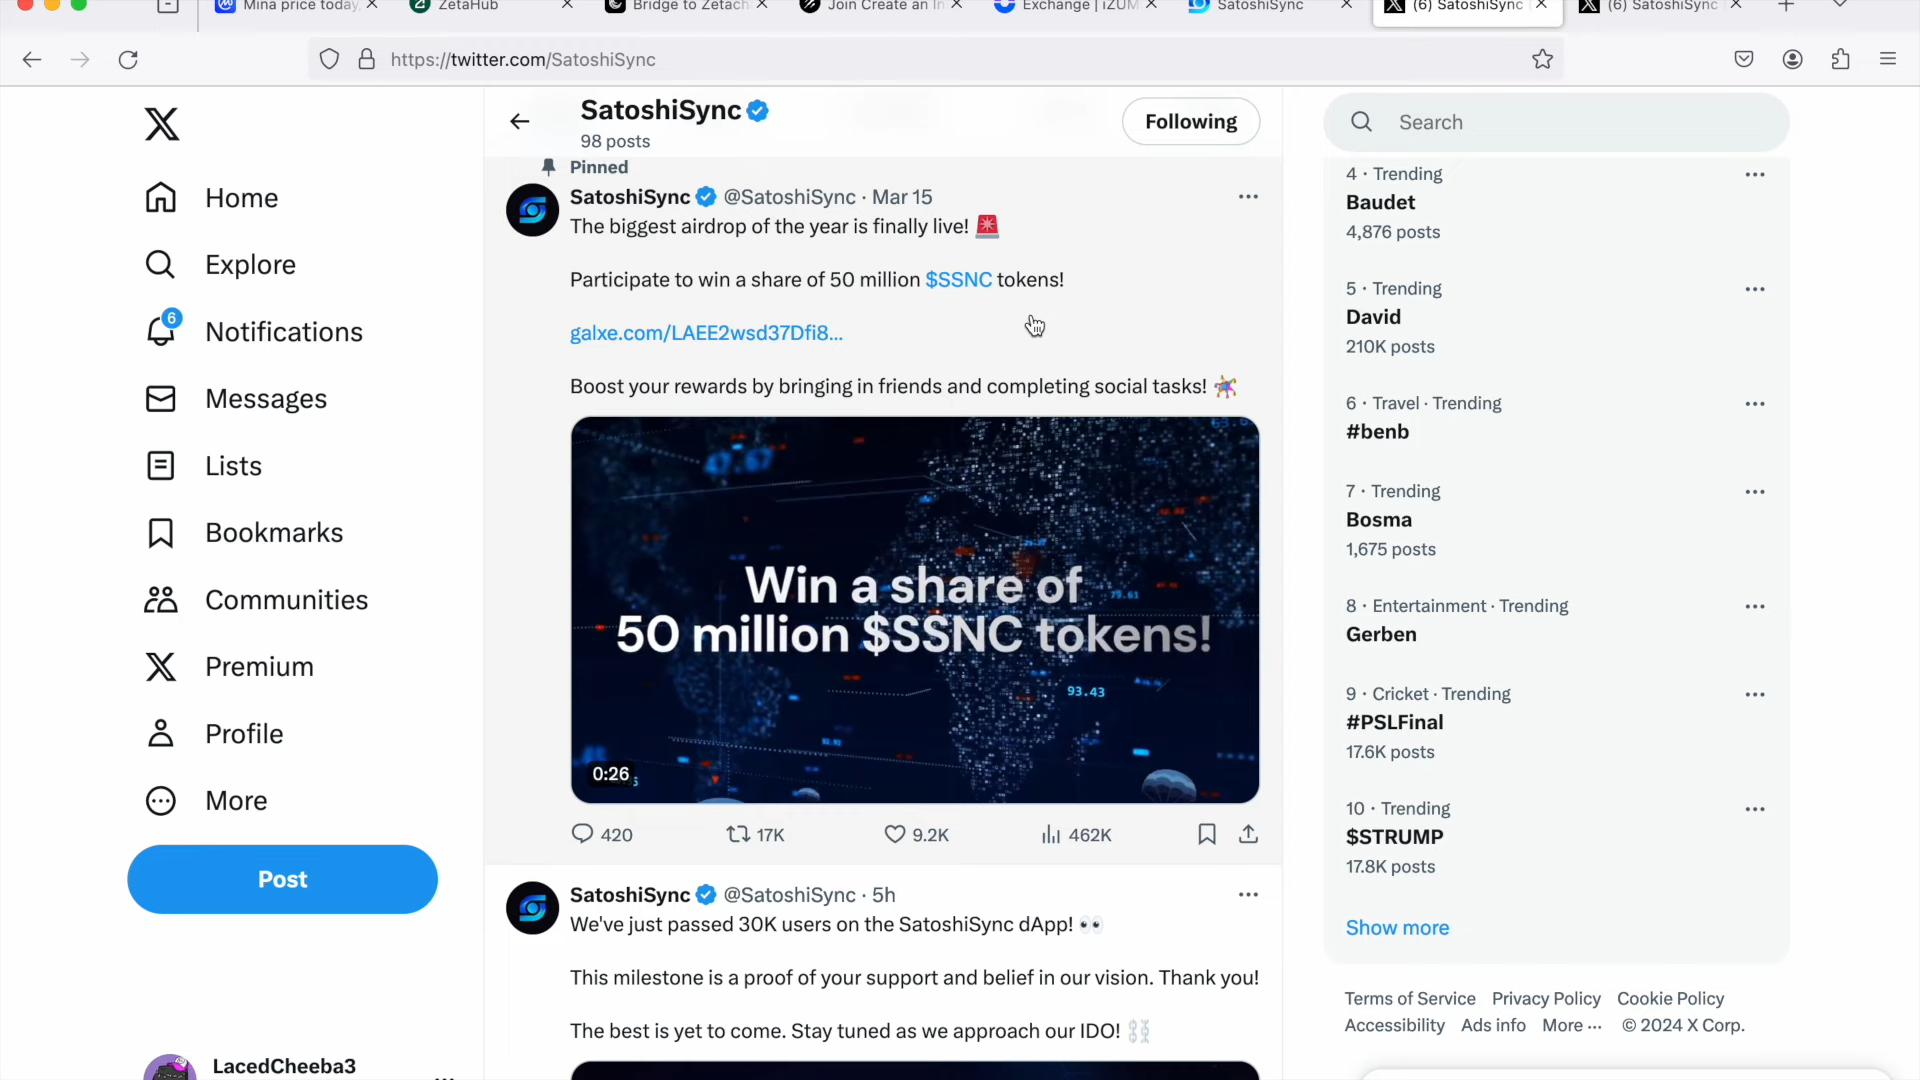 Mina price today,
ZetaHub
Bridge to Zetach
Join Create an In
Exchange | iZUM
SatoshiSync
(6) SatoshiSync
(6) SatoshiSync
https://twitter.com/SatoshiSync
SatoshiSync
98 posts
Following
Search
Home
Explore
6
Notifications
Messages
Lists
Bookmarks
Communities
Premium
Profile
More
Post
LacedCheeba3
Pinned
SatoshiSync @SatoshiSync · Mar 15
The biggest airdrop of the year is finally live! 🚨
Participate to win a share of 50 million $SSNC tokens!
galxe.com/LAEE2wsd37Dfi8...
Boost your rewards by bringing in friends and completing social tasks! 🪅
Win a share of
50 million $SSNC tokens!
79.61
93.43
0:26
420 17K 9.2K 462K
SatoshiSync @SatoshiSync · 5h
We've just passed 30K users on the SatoshiSync dApp! 👀
This milestone is a proof of your support and belief in our vision. Thank you!
The best is yet to come. Stay tuned as we approach our IDO! ⛓️
4 · Trending
Baudet
4,876 posts
5 · Trending
David
210K posts
6 · Travel · Trending
#benb
7 · Trending
Bosma
1,675 posts
8 · Entertainment · Trending
Gerben
9 · Cricket · Trending
#PSLFinal
17.6K posts
10 · Trending
$STRUMP
17.8K posts
Show more
Terms of Service Privacy Policy Cookie Policy
Accessibility Ads info More ··· © 2024 X Corp.